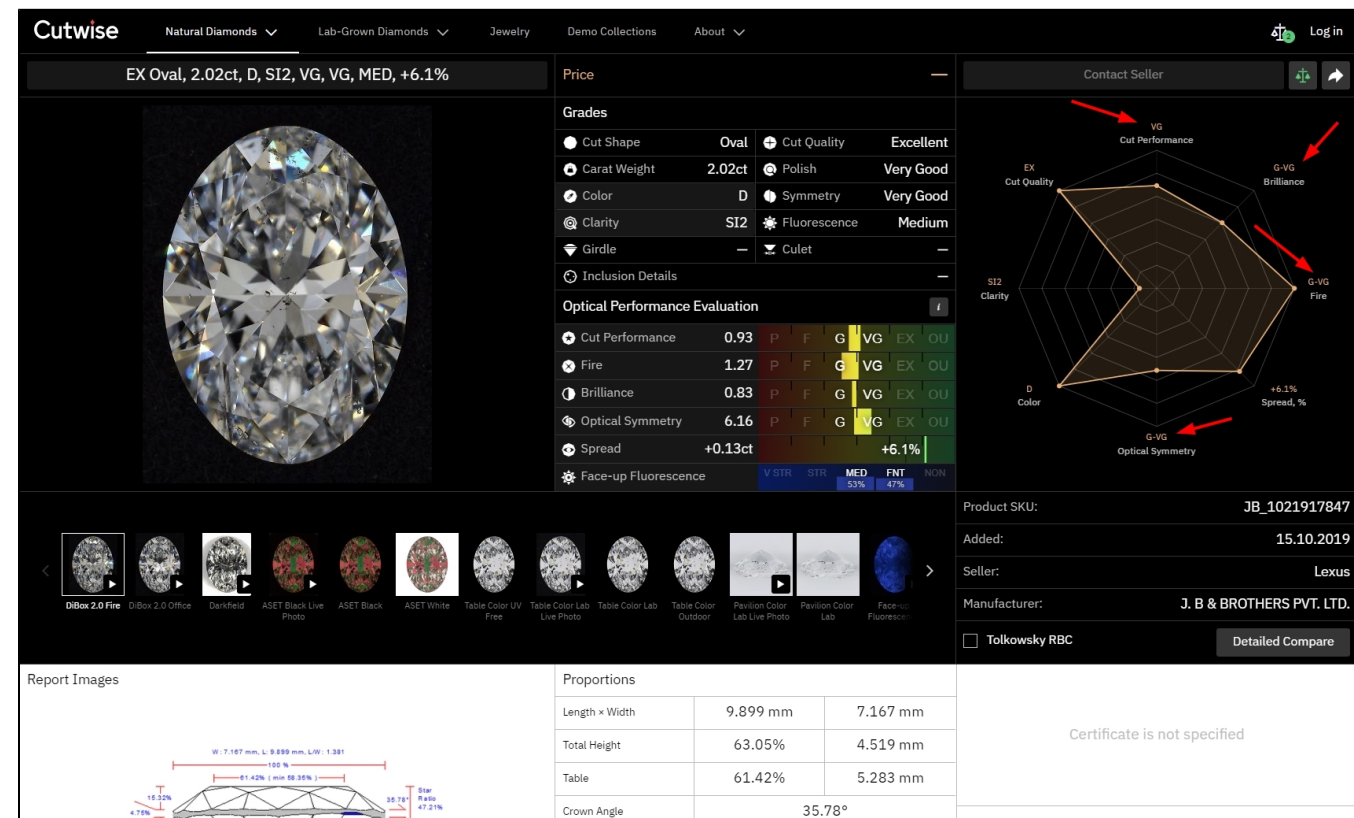 Cutwise Natural Diamonds Lab-Grown Diamonds Jewelry Demo Collections About 2 Log in
EX Oval, 2.02ct, D, SI2, VG, VG, MED, +6.1%
Price —
Contact Seller
Grades
Cut Shape Oval Cut Quality Excellent
Carat Weight 2.02ct Polish Very Good
Color D Symmetry Very Good
Clarity SI2 Fluorescence Medium
Girdle — Culet —
Inclusion Details —
Optical Performance Evaluation i
Cut Performance 0.93 P F G VG EX OU
Fire 1.27 P F G VG EX OU
Brilliance 0.83 P F G VG EX OU
Optical Symmetry 6.16 P F G VG EX OU
Spread +0.13ct +6.1%
Face-up Fluorescence V STR STR MED FNT NON
53% 47%
VG
Cut Performance
G-VG
Brilliance
G-VG
Fire
+6.1%
Spread, %
G-VG
Optical Symmetry
D
Color
SI2
Clarity
EX
Cut Quality
DiBox 2.0 Fire
DiBox 2.0 Office
Darkfield
ASET Black Live
Photo
ASET Black
ASET White
Table Color UV
Free
Table Color Lab
Live Photo
Table Color Lab
Table Color
Outdoor
Pavilion Color
Lab Live Photo
Pavilion Color
Lab
Face-up
Fluorescen
Product SKU: JB_1021917847
Added: 15.10.2019
Seller: Lexus
Manufacturer: J. B & BROTHERS PVT. LTD.
Tolkowsky RBC Detailed Compare
Report Images
W: 7.167 mm, L: 9.899 mm, L/W: 1.381
100 %
61.42% ( min 58.35% )
15.32%
4.75%
35.78°
Star
Ratio
47.21%
Proportions
Length × Width 9.899 mm 7.167 mm
Total Height 63.05% 4.519 mm
Table 61.42% 5.283 mm
Crown Angle 35.78°
Certificate is not specified